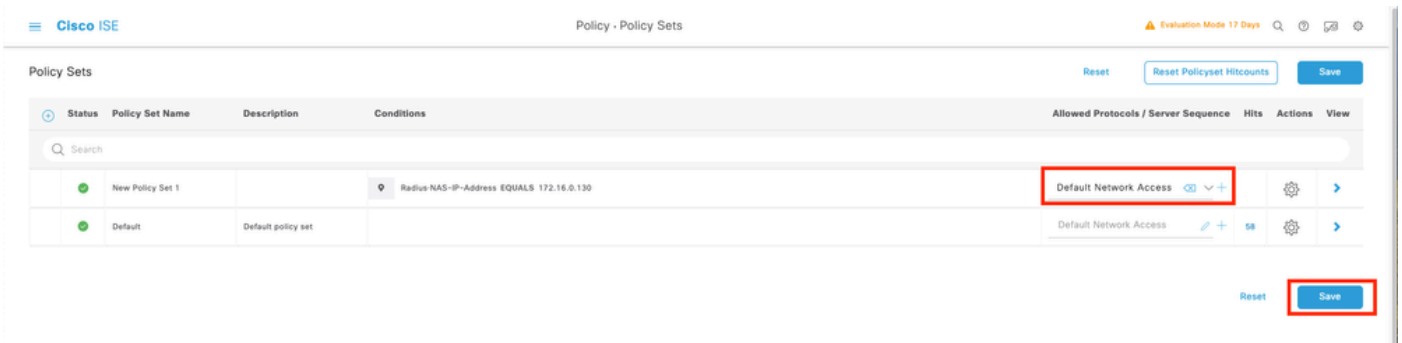 Cisco ISE
Policy · Policy Sets
Evaluation Mode 17 Days
Policy Sets
Reset
Reset Policyset Hitcounts
Save
Status Policy Set Name Description Conditions Allowed Protocols / Server Sequence Hits Actions View
Search
New Policy Set 1 Radius·NAS-IP-Address EQUALS 172.16.0.130 Default Network Access
Default Default policy set Default Network Access 58
Reset
Save